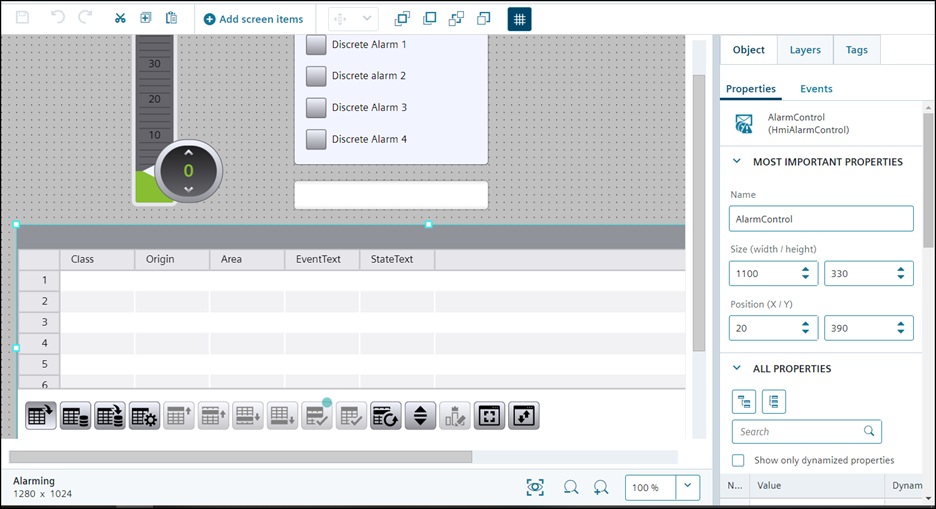 Add screen items
Object Layers Tags
Properties Events
AlarmControl
(HmiAlarmControl)
MOST IMPORTANT PROPERTIES
Name
AlarmControl
Size (width / height)
1100 330
Position (X / Y)
20 390
ALL PROPERTIES
Search
Show only dynamized properties
N... Value Dynam
30
20
10
0
Discrete Alarm 1
Discrete alarm 2
Discrete Alarm 3
Discrete Alarm 4
Class Origin Area EventText StateText
1
2
3
4
5
6
Alarming
1280 x 1024
100 %